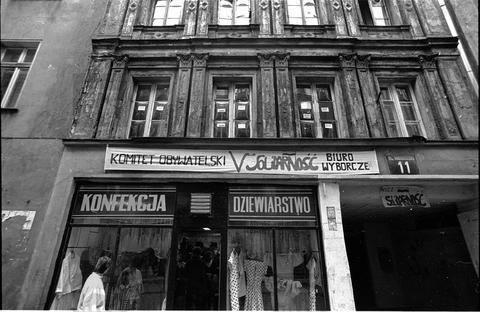 KOMITET OBYWATELSKI V SOLIDARNOŚĆ BIURO WYBORCZE
11
SOLIDARNOŚĆ
KONFEKCJA DZIEWIARSTWO